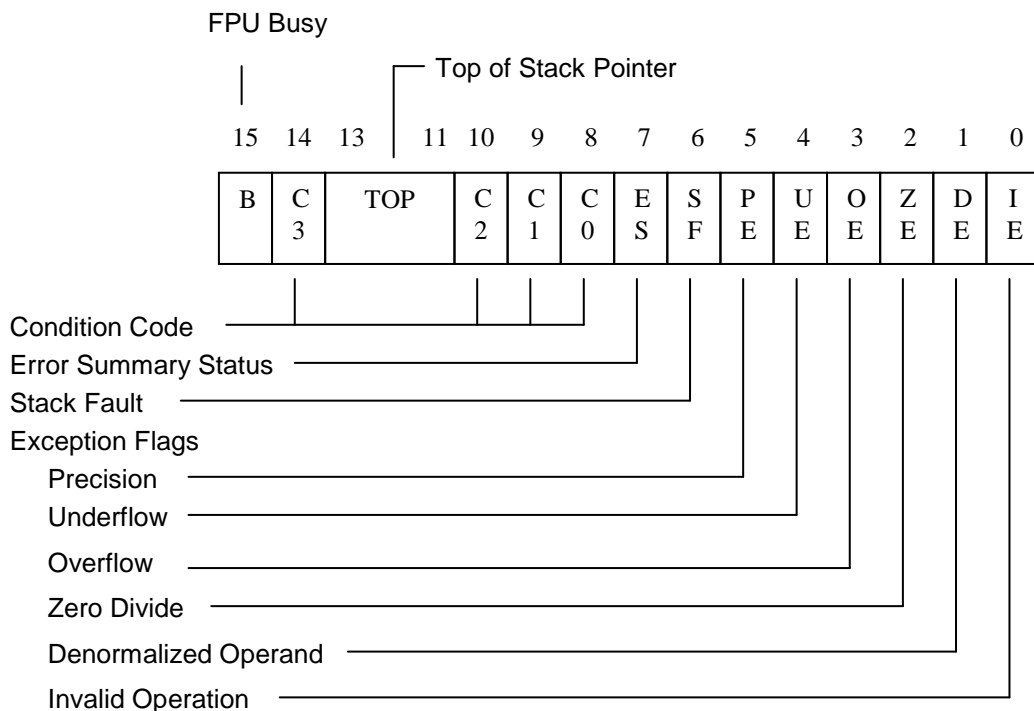 FPU Busy
Top of Stack Pointer
15 14 13 11 10 9 8 7 6 5 4 3 2 1 0
B C TOP C C C E S P U O Z D I
3 2 1 0 S F E E E E E E
Condition Code
Error Summary Status
Stack Fault
Exception Flags
Precision
Underflow
Overflow
Zero Divide
Denormalized Operand
Invalid Operation